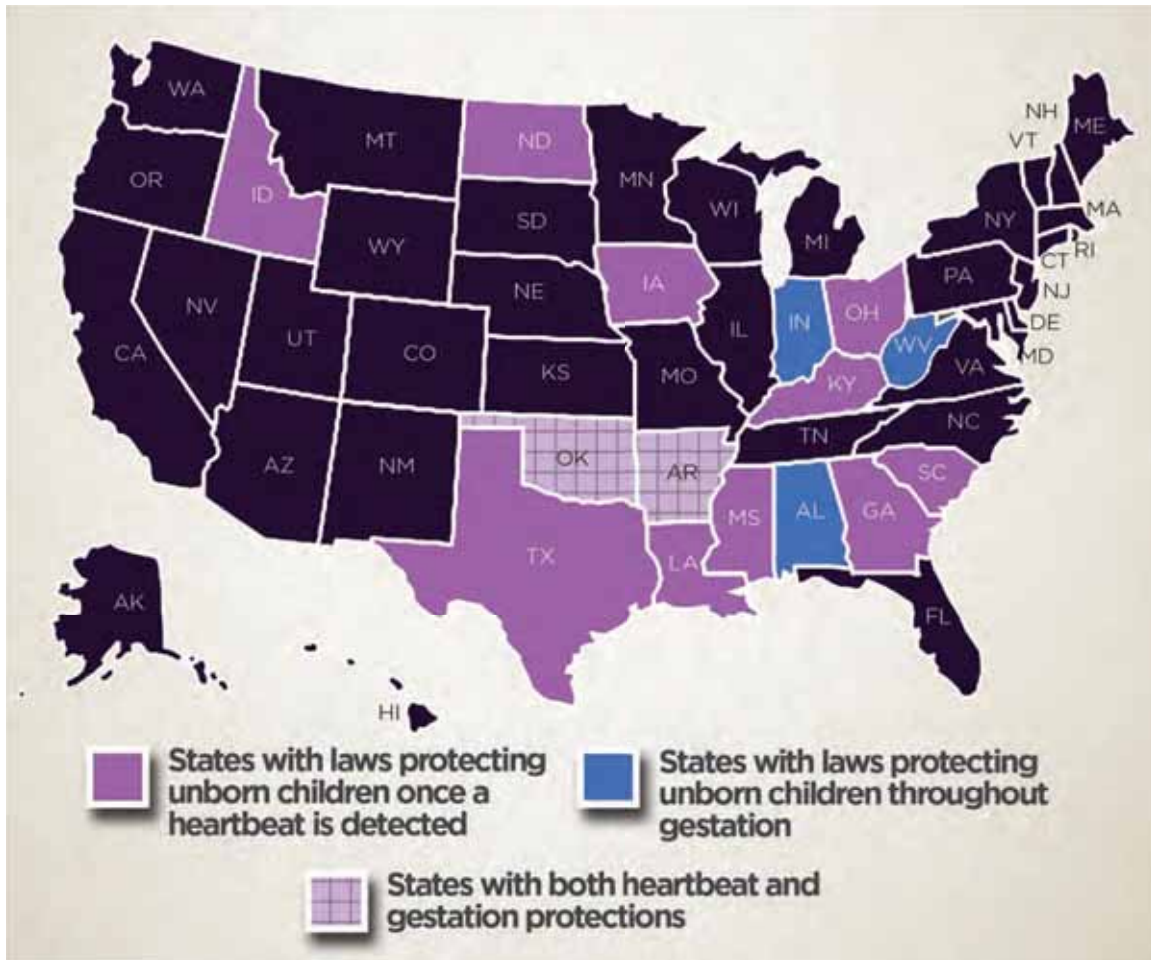 WA
MT
ND
MN
ME
NH
VT
OR
ID
SD
WI
MI
NY
MA
WY
CT
RI
IA
PA
NE
NJ
NV
UT
CO
IL
IN
OH
WV
DE
MD
CA
KS
MO
KY
VA
AZ
NM
OK
AR
TN
NC
SC
TX
LA
MS
AL
GA
AK
FL
HI
States with laws protecting
unborn children once a
heartbeat is detected
States with laws protecting
unborn children throughout
gestation
States with both heartbeat and
gestation protections